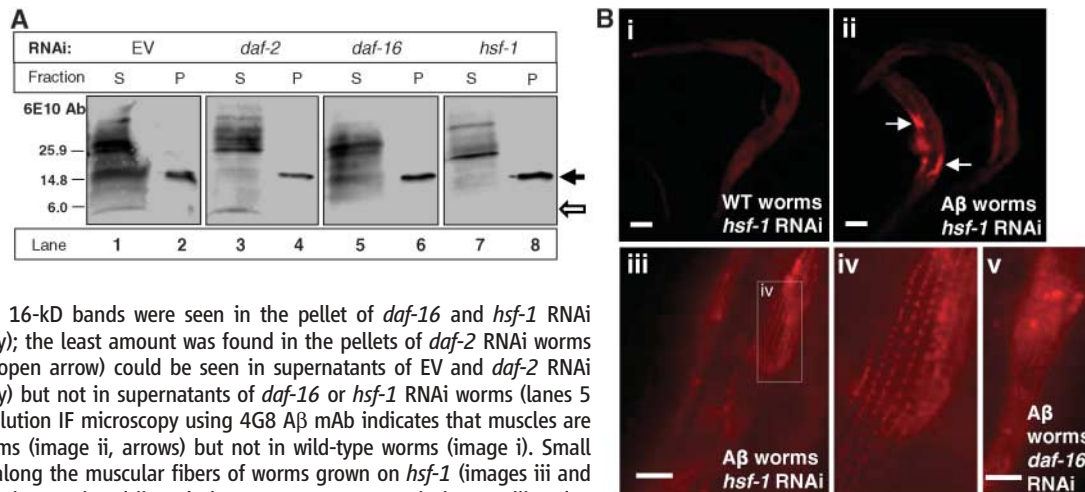 A
RNAi: EV daf-2 daf-16 hsf-1
Fraction S P S P S P S P
6E10 Ab
25.9
14.8
6.0
Lane 1 2 3 4 5 6 7 8
16-kD bands were seen in the pellet of daf-16 and hsf-1 RNAi
y); the least amount was found in the pellets of daf-2 RNAi worms
open arrow) could be seen in supernatants of EV and daf-2 RNAi
y) but not in supernatants of daf-16 or hsf-1 RNAi worms (lanes 5
lution IF microscopy using 4G8 Aβ mAb indicates that muscles are
ms (image ii, arrows) but not in wild-type worms (image i). Small
along the muscular fibers of worms grown on hsf-1 (images iii and
B
i
WT worms
hsf-1 RNAi
ii
Aβ worms
hsf-1 RNAi
iii
iv
Aβ worms
hsf-1 RNAi
iv
v
Aβ
worms
daf-16
RNAi